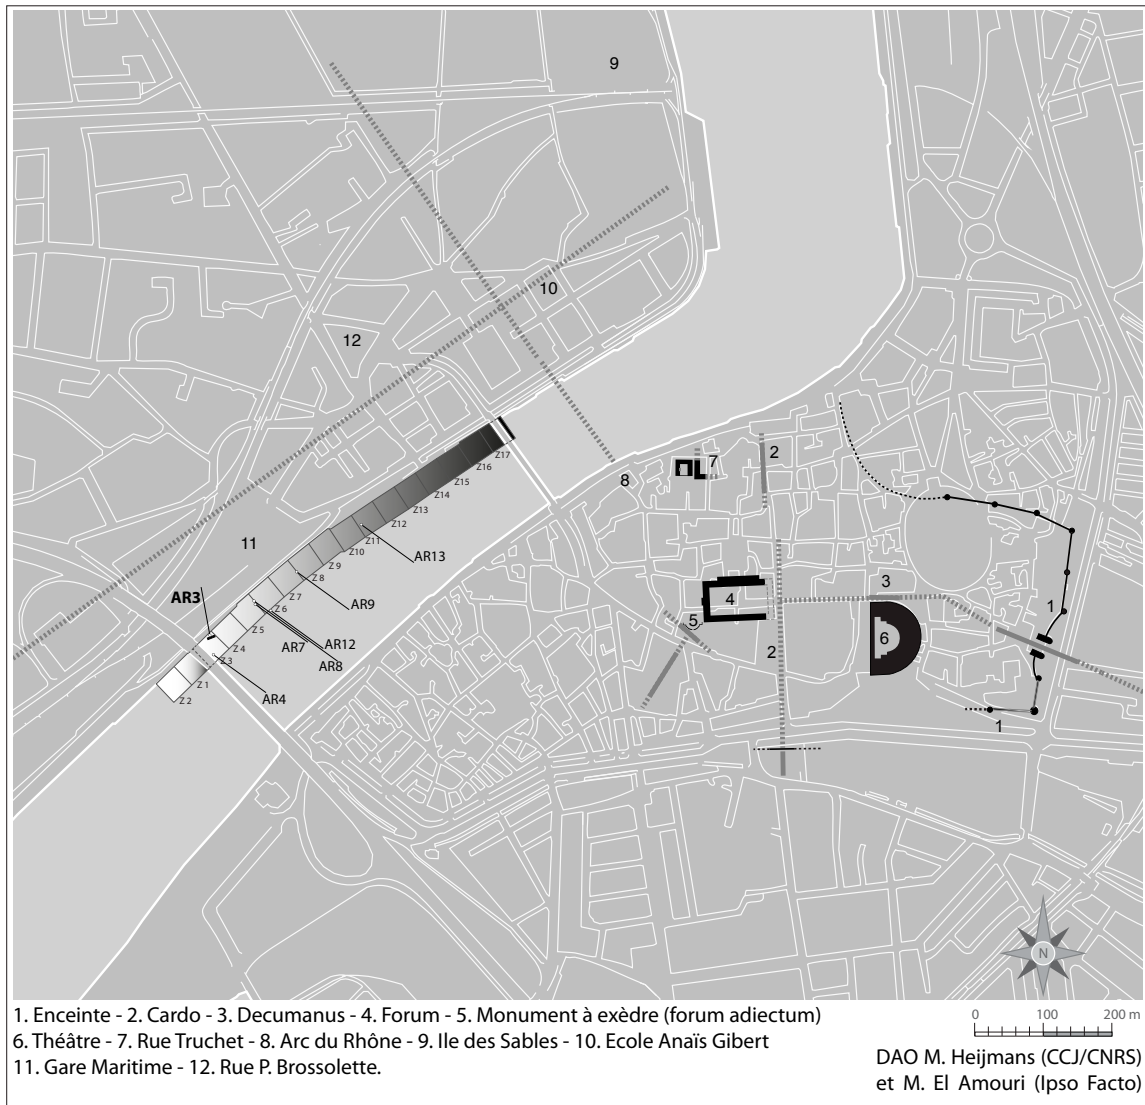 9
10
12
Z17
Z16
2
7
8
Z15
Z14
Z13
Z12
Z11
11
Z10
AR13
Z9
Z8
3
AR3
Z7
4
AR9
1
Z6
5
6
Z5
AR12
AR7
2
Z4
AR8
Z3
Z1
AR4
Z2
1
N
1. Enceinte - 2. Cardo - 3. Decumanus - 4. Forum - 5. Monument à exèdre (forum adiectum)
6. Théâtre - 7. Rue Truchet - 8. Arc du Rhône - 9. Ile des Sables - 10. Ecole Anaïs Gibert
11. Gare Maritime - 12. Rue P. Brossolette.
0 100 200 m
DAO M. Heijmans (CCJ/CNRS)
et M. El Amouri (Ipso Facto)